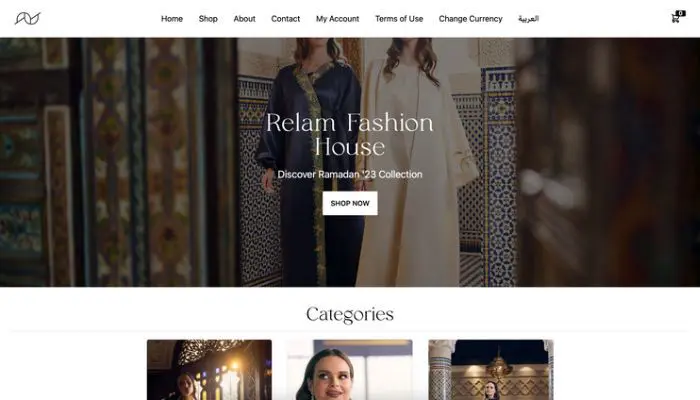 Home Shop About Contact My Account Terms of Use Change Currency العربية 0
Relam Fashion
House
Discover Ramadan '23 Collection
SHOP NOW
Categories